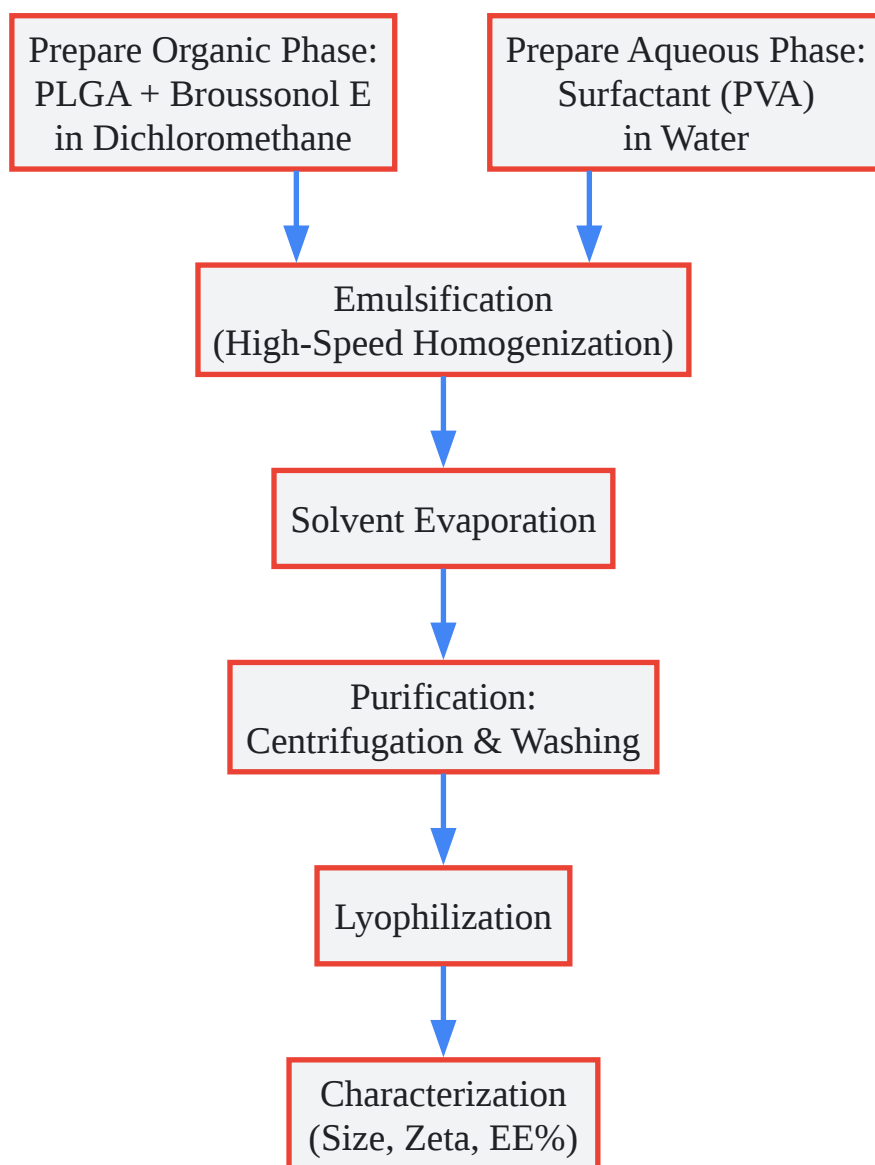 Prepare Organic Phase:
PLGA + Broussonol E
in Dichloromethane
Prepare Aqueous Phase:
Surfactant (PVA)
in Water
Emulsification
(High-Speed Homogenization)
Solvent Evaporation
Purification:
Centrifugation & Washing
Lyophilization
Characterization
(Size, Zeta, EE%)